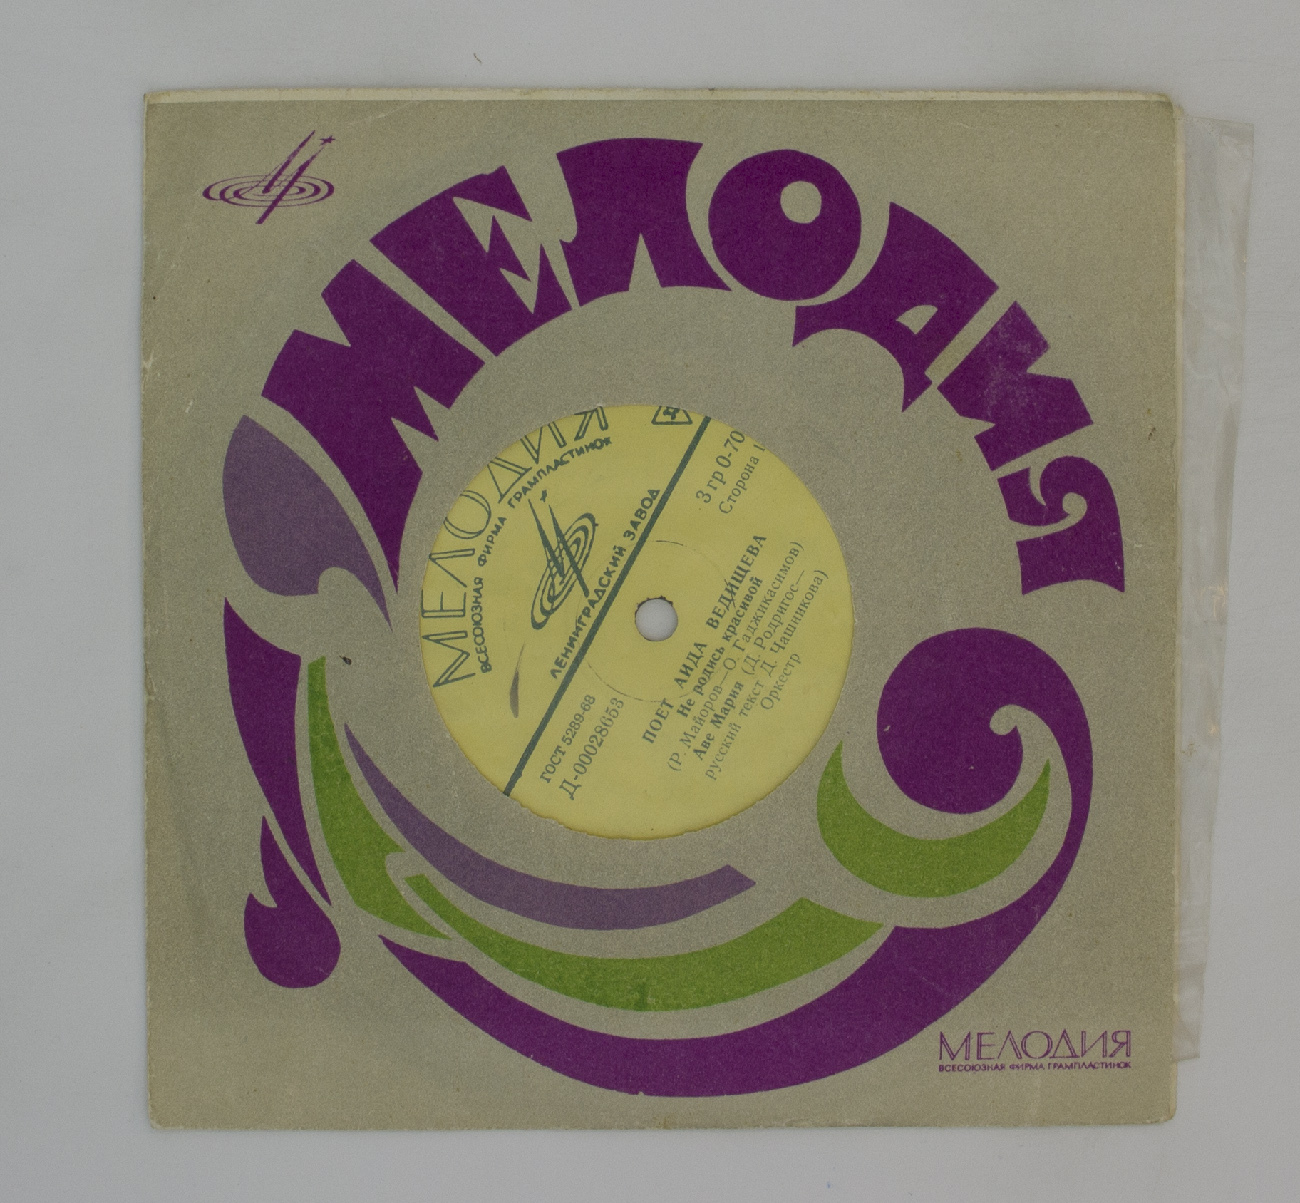 МЕЛОДИЯ
МЕЛОДИЯ
ВСЕСОЮЗНАЯ ФИРМА ГРАМПЛАСТИНОК
ЛЕНИНГРАДСКИЙ ЗАВОД
ГОСТ 5289-68
Д-00028653
3 гр 0-70
Сторона 1
ПОЕТ АИДА ВЕДИЩЕВА
Не родись красивой
(Р. Майоров—О. Гаджикасимов)
Аве Мария (Д. Родригос—
русский текст Д. Чашникова)
Оркестр
МЕЛОДИЯ
ВСЕСОЮЗНАЯ ФИРМА ГРАМПЛАСТИНОК